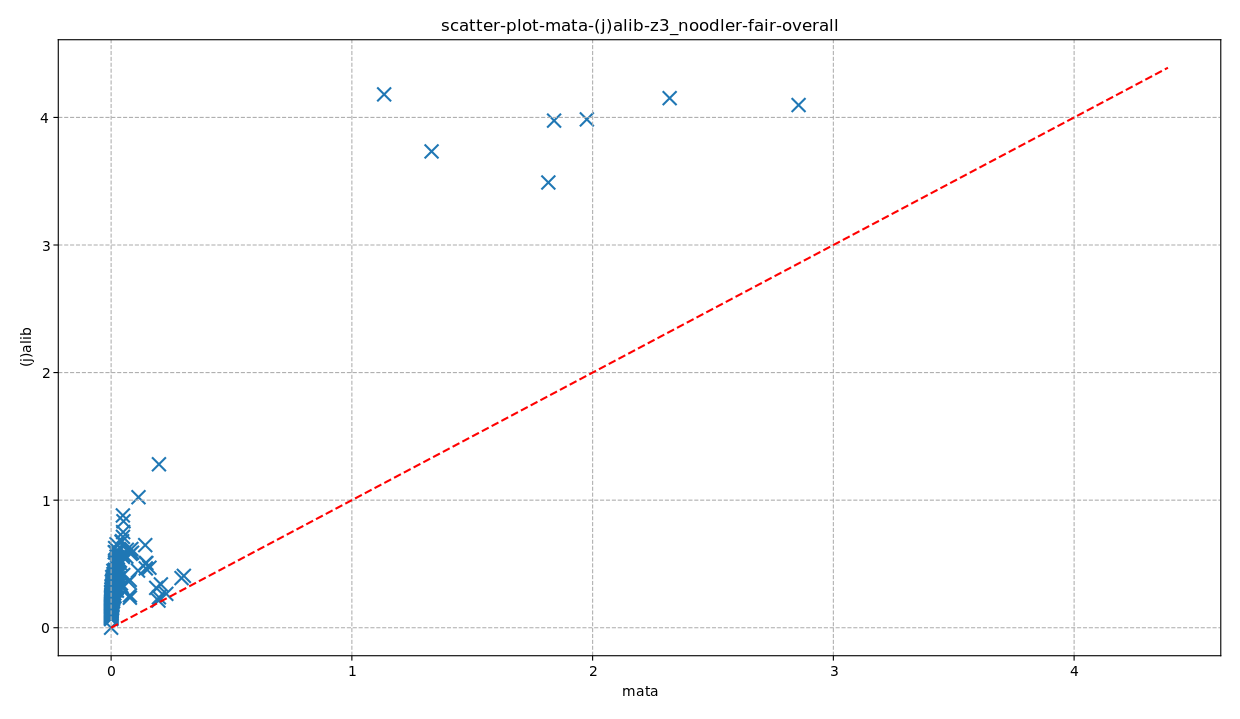 scatter-plot-mata-(j)alib-z3_noodler-fair-overall
(j)alib
4
3
2
1
0
0 1 2 3 4
mata